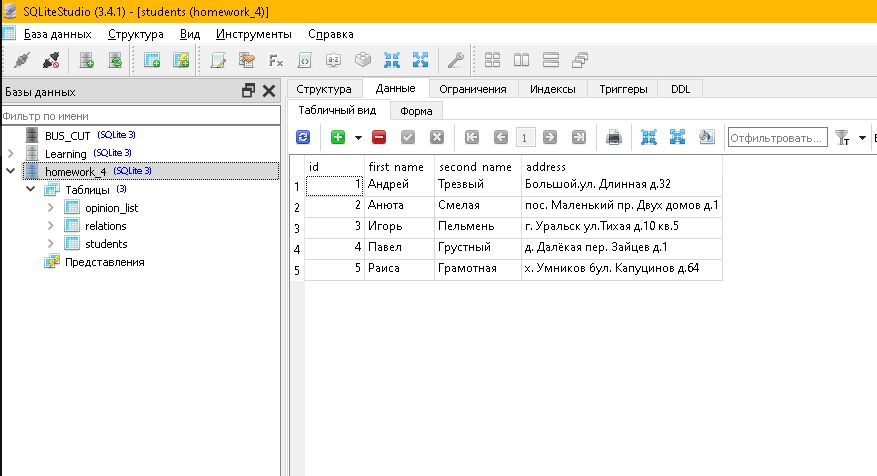 SQLiteStudio (3.4.1) - [students (homework_4)]
База данных Структура Вид Инструменты Справка
Базы данных
Фильтр по имени
BUS_CUT (SQLite 3)
Learning (SQLite 3)
homework_4 (SQLite 3)
Таблицы (3)
opinion_list
relations
students
Представления
Структура Данные Ограничения Индексы Триггеры DDL
Табличный вид Форма
1 Отфильтровать...
id first_name second_name address
1 1 Андрей Трезвый Большой.ул. Длинная д.32
2 2 Анюта Смелая пос. Маленький пр. Двух домов д.1
3 3 Игорь Пельмень г. Уральск ул.Тихая д.10 кв.5
4 4 Павел Грустный д. Далёкая пер. Зайцев д.1
5 5 Раиса Грамотная х. Умников бул. Капуцинов д.64